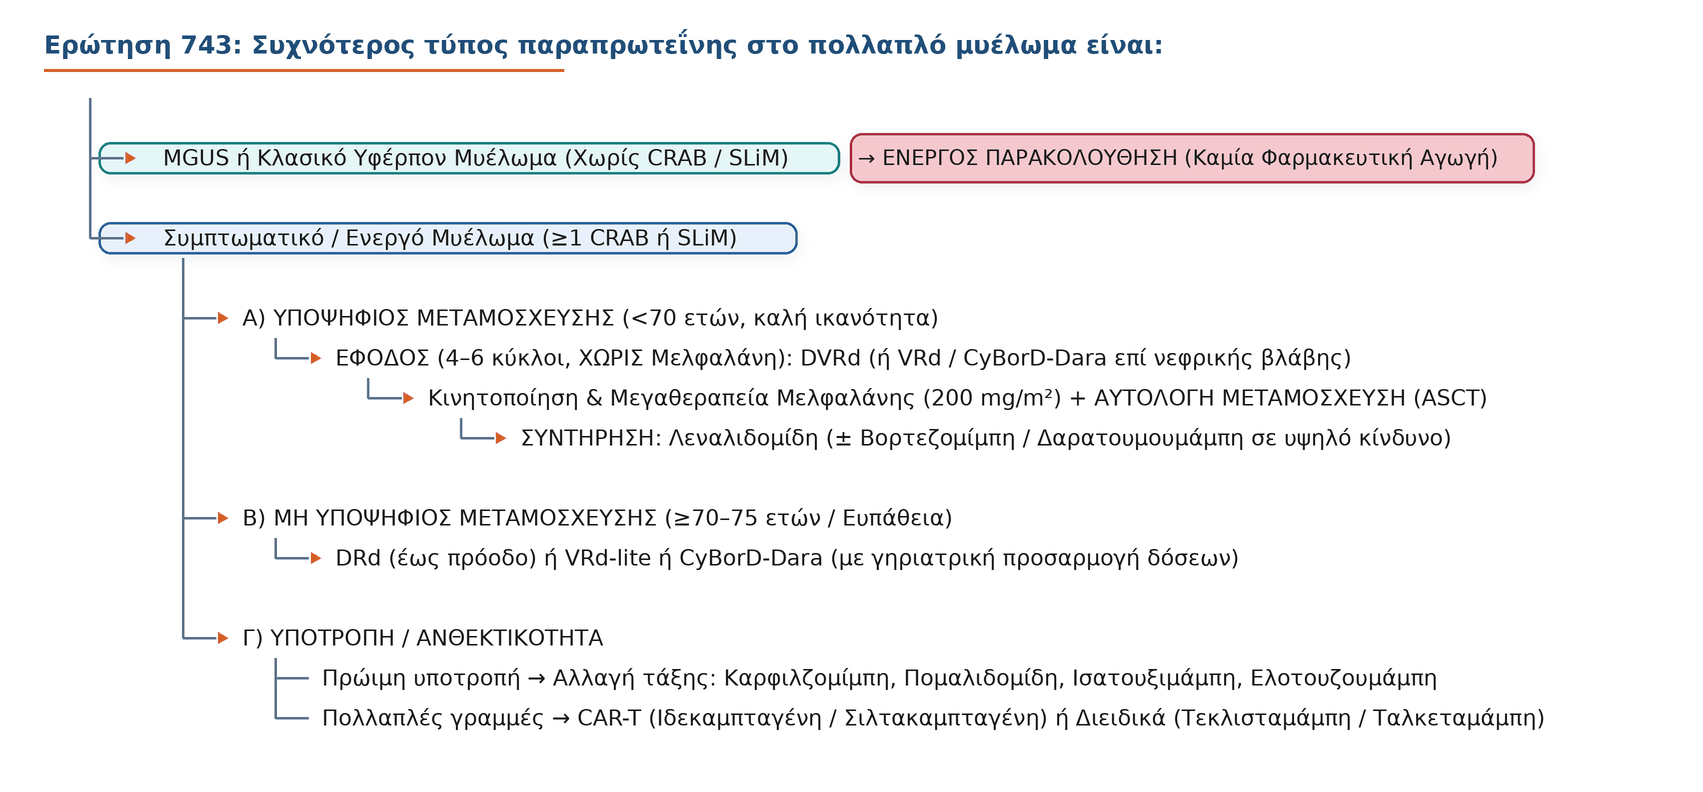 Ερώτηση 743: Συχνότερος τύπος παραπρωτεΐνης στο πολλαπλό μυέλωμα είναι:
MGUS ή Κλασικό Υφέρπον Μυέλωμα (Χωρίς CRAB / SLiM) → ΕΝΕΡΓΟΣ ΠΑΡΑΚΟΛΟΥΘΗΣΗ (Καμία Φαρμακευτική Αγωγή)
Συμπτωματικό / Ενεργό Μυέλωμα (≥1 CRAB ή SLiM)
Α) ΥΠΟΨΗΦΙΟΣ ΜΕΤΑΜΟΣΧΕΥΣΗΣ (<70 ετών, καλή ικανότητα)
ΕΦΟΔΟΣ (4–6 κύκλοι, ΧΩΡΙΣ Μελφαλάνη): DVRd (ή VRd / CyBorD-Dara επί νεφρικής βλάβης)
Κινητοποίηση & Μεγαθεραπεία Μελφαλάνης (200 mg/m²) + ΑΥΤΟΛΟΓΗ ΜΕΤΑΜΟΣΧΕΥΣΗ (ASCT)
ΣΥΝΤΗΡΗΣΗ: Λεναλιδομίδη (± Βορτεζομίμπη / Δαρατουμουμάμπη σε υψηλό κίνδυνο)
Β) ΜΗ ΥΠΟΨΗΦΙΟΣ ΜΕΤΑΜΟΣΧΕΥΣΗΣ (≥70–75 ετών / Ευπάθεια)
DRd (έως πρόοδο) ή VRd-lite ή CyBorD-Dara (με γηριατρική προσαρμογή δόσεων)
Γ) ΥΠΟΤΡΟΠΗ / ΑΝΘΕΚΤΙΚΟΤΗΤΑ
Πρώιμη υποτροπή → Αλλαγή τάξης: Καρφιλζομίμπη, Πομαλιδομίδη, Ισατουξιμάμπη, Ελοτουζουμάμπη
Πολλαπλές γραμμές → CAR-T (Ιδεκαμπταγένη / Σιλτακαμπταγένη) ή Διειδικά (Τεκλισταμάμπη / Ταλκεταμάμπη)